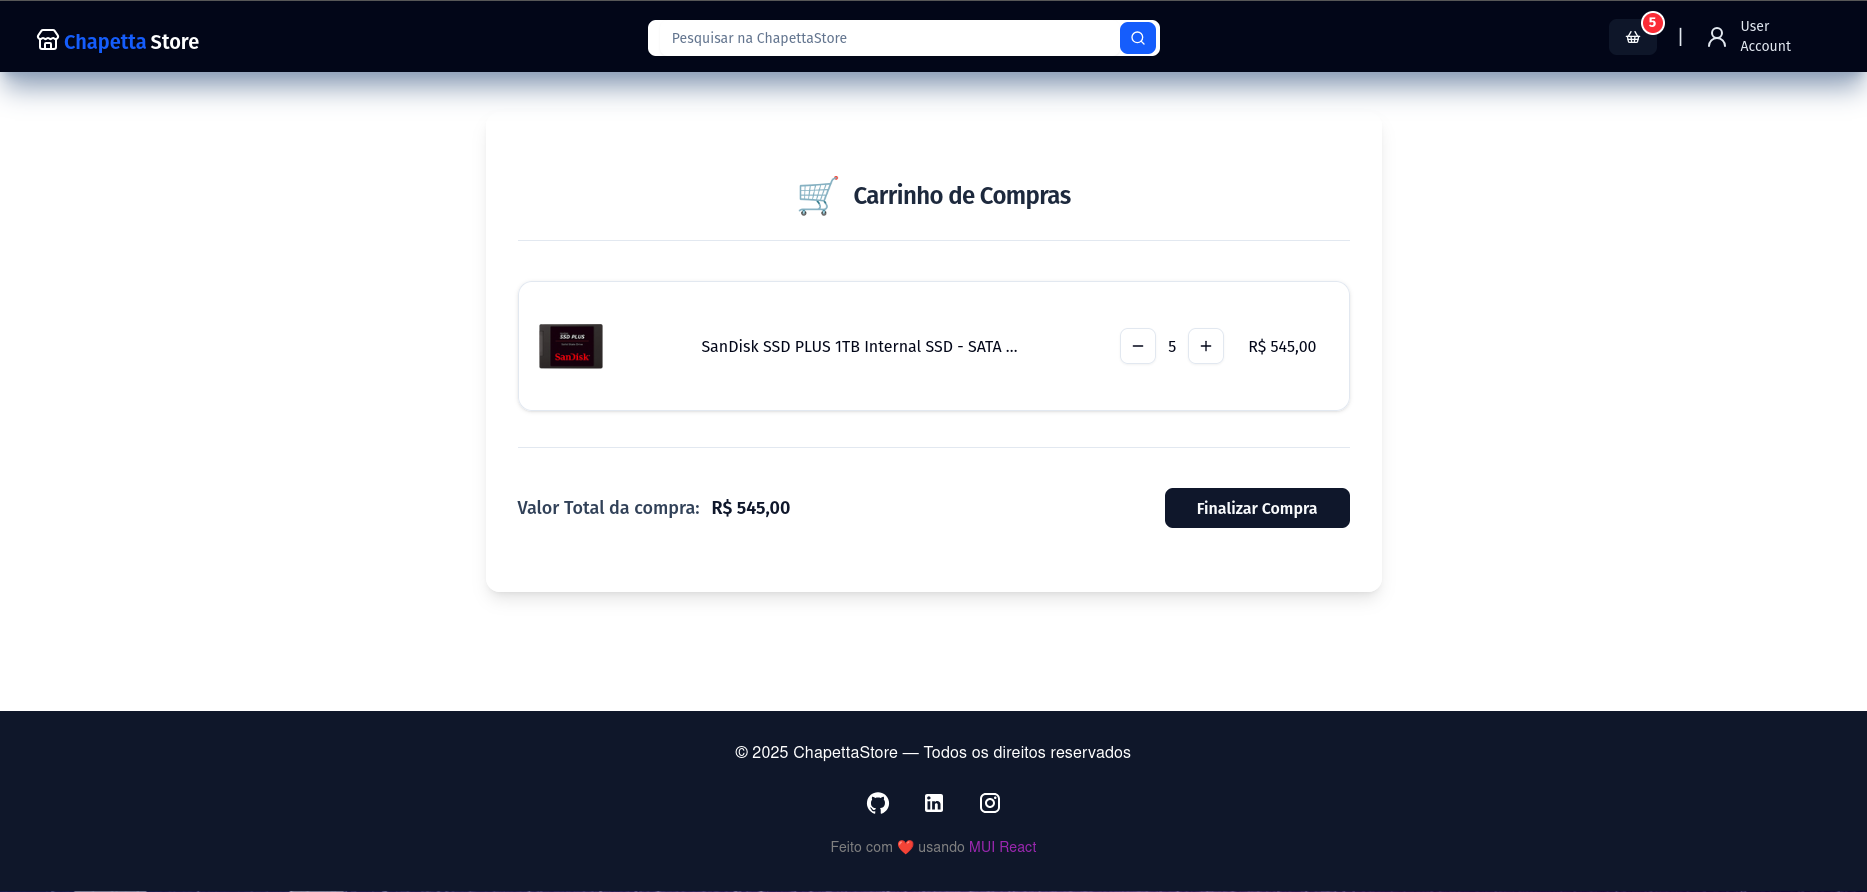 Chapetta Store
Pesquisar na ChapettaStore
5
|
User
Account
🛒 Carrinho de Compras
SSD PLUS
SanDisk
SanDisk SSD PLUS 1TB Internal SSD - SATA ...
5
R$ 545,00
Valor Total da compra: R$ 545,00
Finalizar Compra
© 2025 ChapettaStore — Todos os direitos reservados
Feito com ❤️ usando MUI React